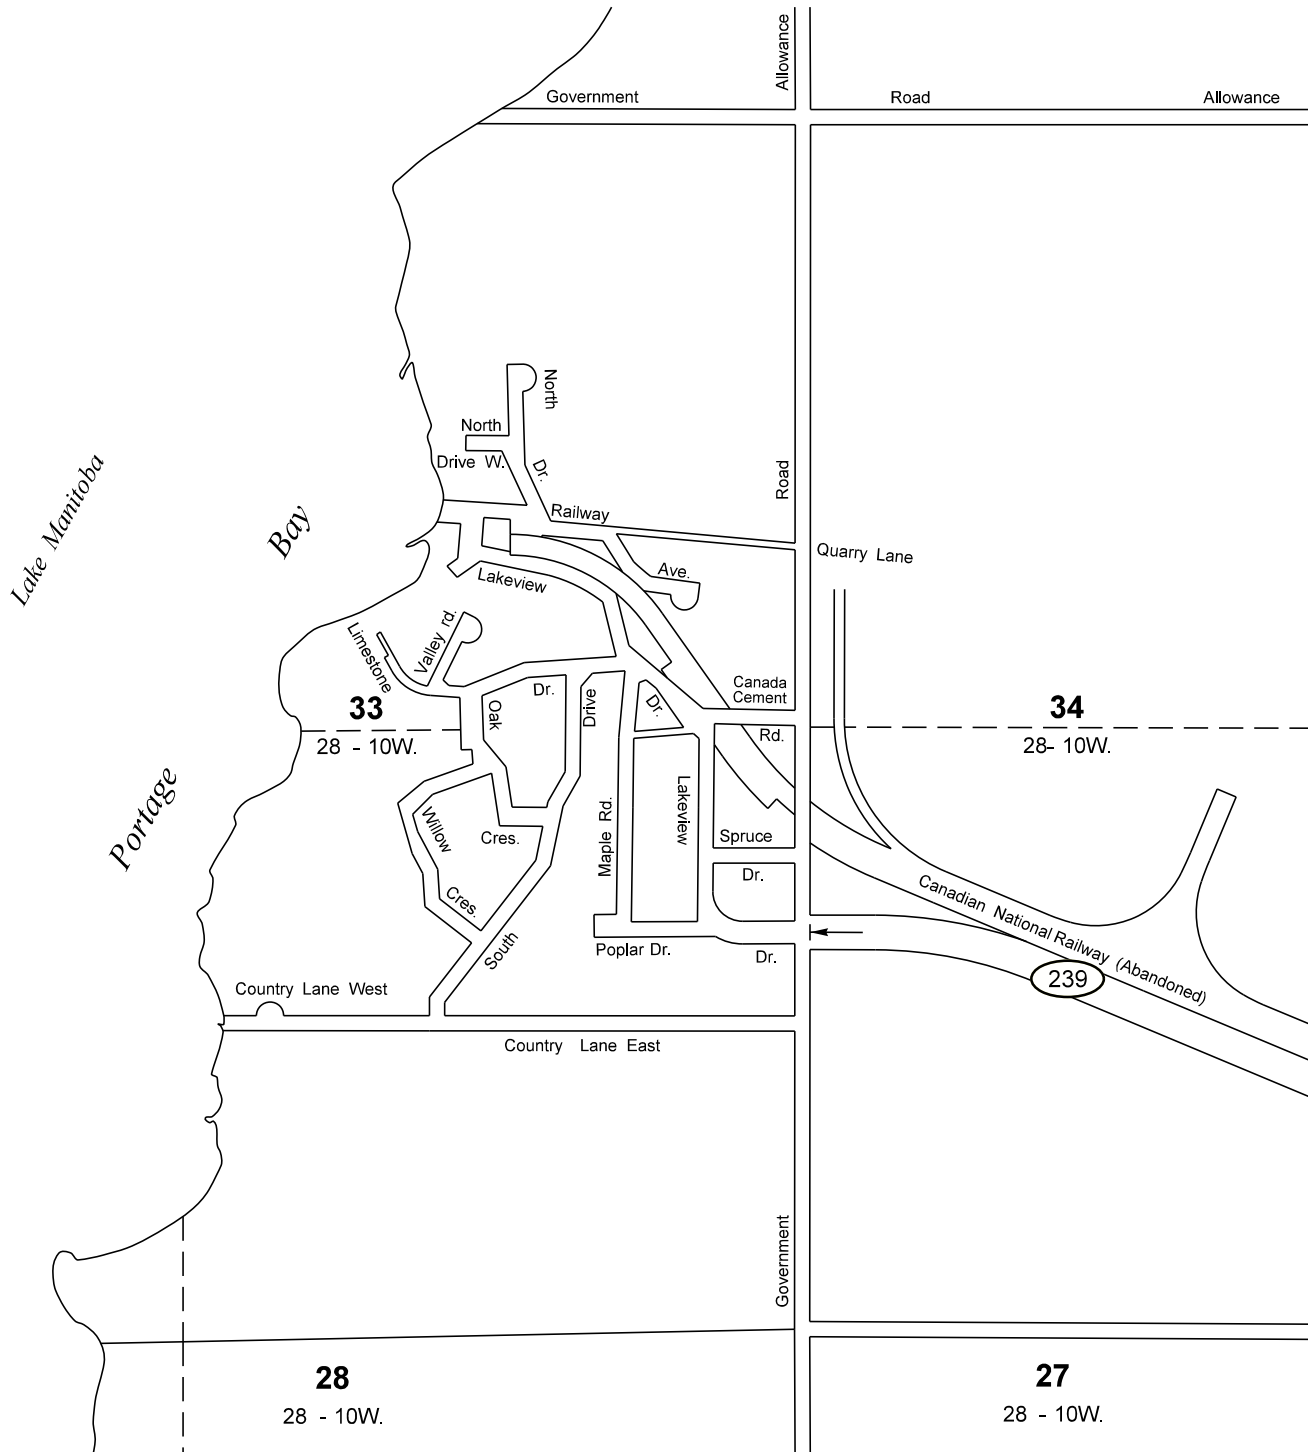 Allowance
Government
Road
Allowance
North
North
Drive W.
Dr.
Lake Manitoba
Bay
Road
Railway
Quarry Lane
Ave.
Lakeview
Valley rd.
Limestone
Canada
Cement
Dr.
Drive
Dr.
Oak
33
28 - 10W.
Rd.
34
28- 10W.
Portage
Willow
Cres.
Maple Rd.
Lakeview
Spruce
Dr.
Cres.
Canadian National Railway (Abandoned)
South
Poplar Dr.
Dr.
239
Country Lane West
Country Lane East
Government
28
28 - 10W.
27
28 - 10W.